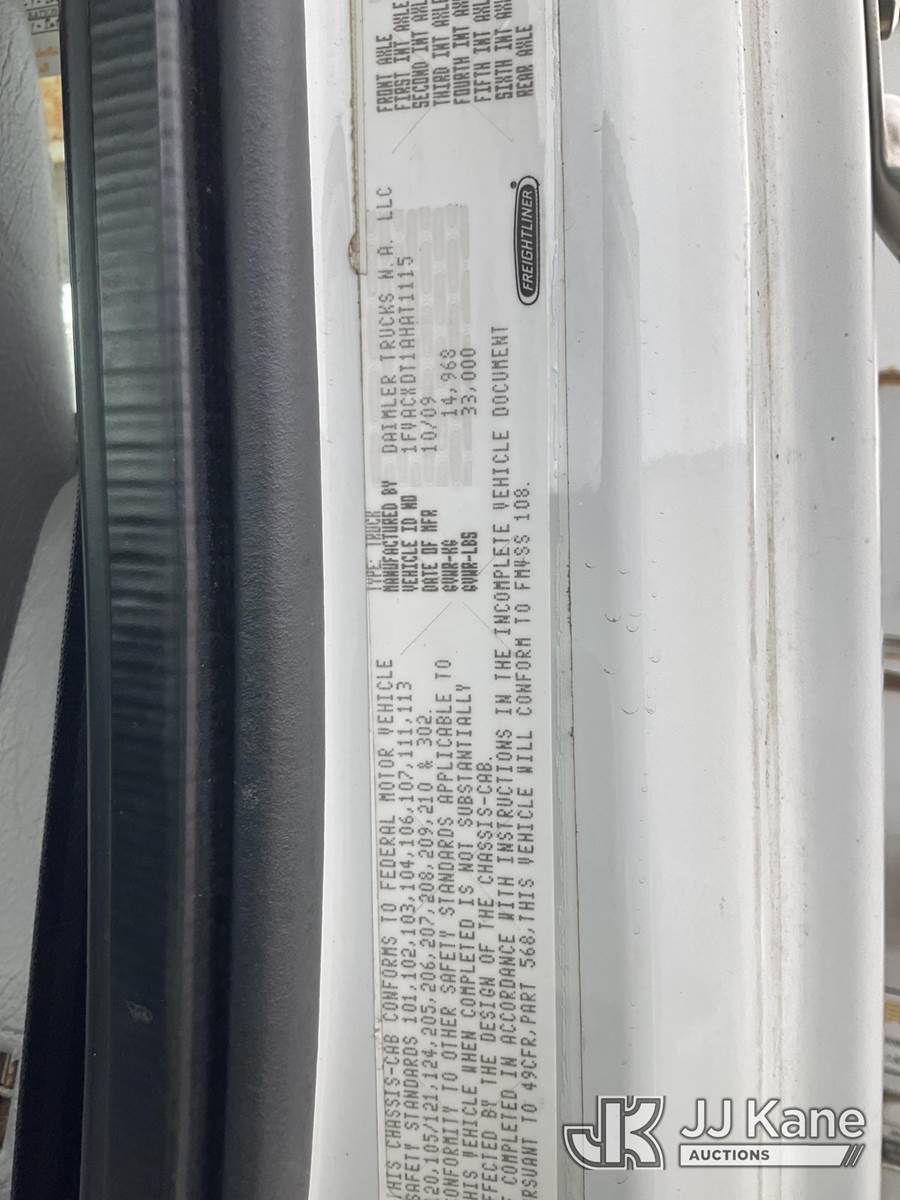 THIS CHASSIS-CAB CONFORMS TO FEDERAL MOTOR VEHICLE
SAFETY STANDARDS 101,102,103,104,106,107,111,113
120,105/121,124,205,206,207,208,209,210 & 302.
CONFORMITY TO OTHER SAFETY STANDARDS APPLICABLE TO
THIS VEHICLE WHEN COMPLETED IS NOT SUBSTANTIALLY
AFFECTED BY THE DESIGN OF THE CHASSIS-CAB.
COMPLETED IN ACCORDANCE WITH INSTRUCTIONS IN THE INCOMPLETE VEHICLE DOCUMENT
PURSUANT TO 49CFR,PART 568,THIS VEHICLE WILL CONFORM TO FMVSS 108.
TYPE: TRUCK
MANUFACTURED BY DAIMLER TRUCKS N.A. LLC
VEHICLE ID NO 1FVACXDT1AHAT1115
DATE OF MFR 10/09
GVWR-KG 14,968
GVWR-LBS 33,000
FREIGHTLINER
FRONT AXLE
FIRST INT AXLE
SECOND INT AXL
THIRD INT AXLE
FOURTH INT AX
FIFTH INT AXL
SIXTH INT AXL
REAR AXLE
JK JJ Kane
AUCTIONS